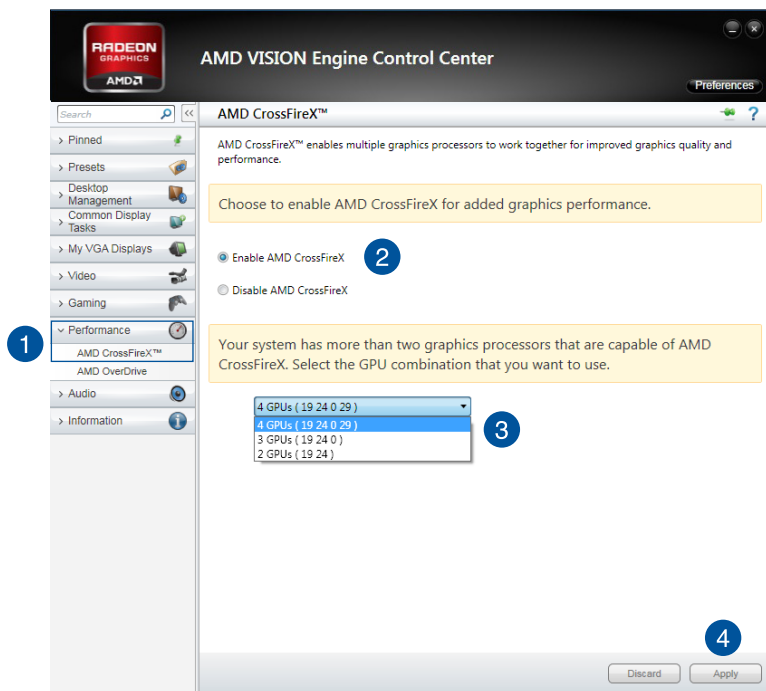 RADEON
GRAPHICS
AMD
AMD VISION Engine Control Center
Preferences
Search
<<
AMD CrossFireX™
?
> Pinned
AMD CrossFireX™ enables multiple graphics processors to work together for improved graphics quality and
performance.
> Presets
> Desktop
Management
> Common Display
Tasks
> My VGA Displays
> Video
> Gaming
Performance
AMD CrossFireX™
AMD OverDrive
> Audio
> Information
Choose to enable AMD CrossFireX for added graphics performance.
Enable AMD CrossFireX
2
Disable AMD CrossFireX
1
Your system has more than two graphics processors that are capable of AMD
CrossFireX. Select the GPU combination that you want to use.
4 GPUs ( 19 24 0 29 )
4 GPUs ( 19 24 0 29 )
3 GPUs ( 19 24 0 )
2 GPUs ( 19 24 )
3
4
Discard
Apply